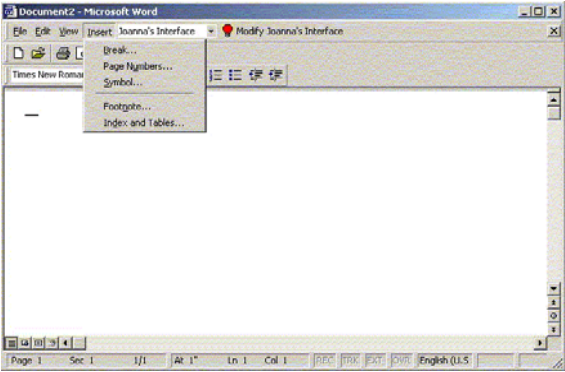 Document2 - Microsoft Word
File Edit View Insert Joanna's Interface Modify Joanna's Interface
Break...
Page Numbers...
Times New Roman
Symbol...
Footnote...
Index and Tables...
Page 1 Sec 1 1/1 At 1" Ln 1 Col 1 REC TRK EXT OVR English (U.S